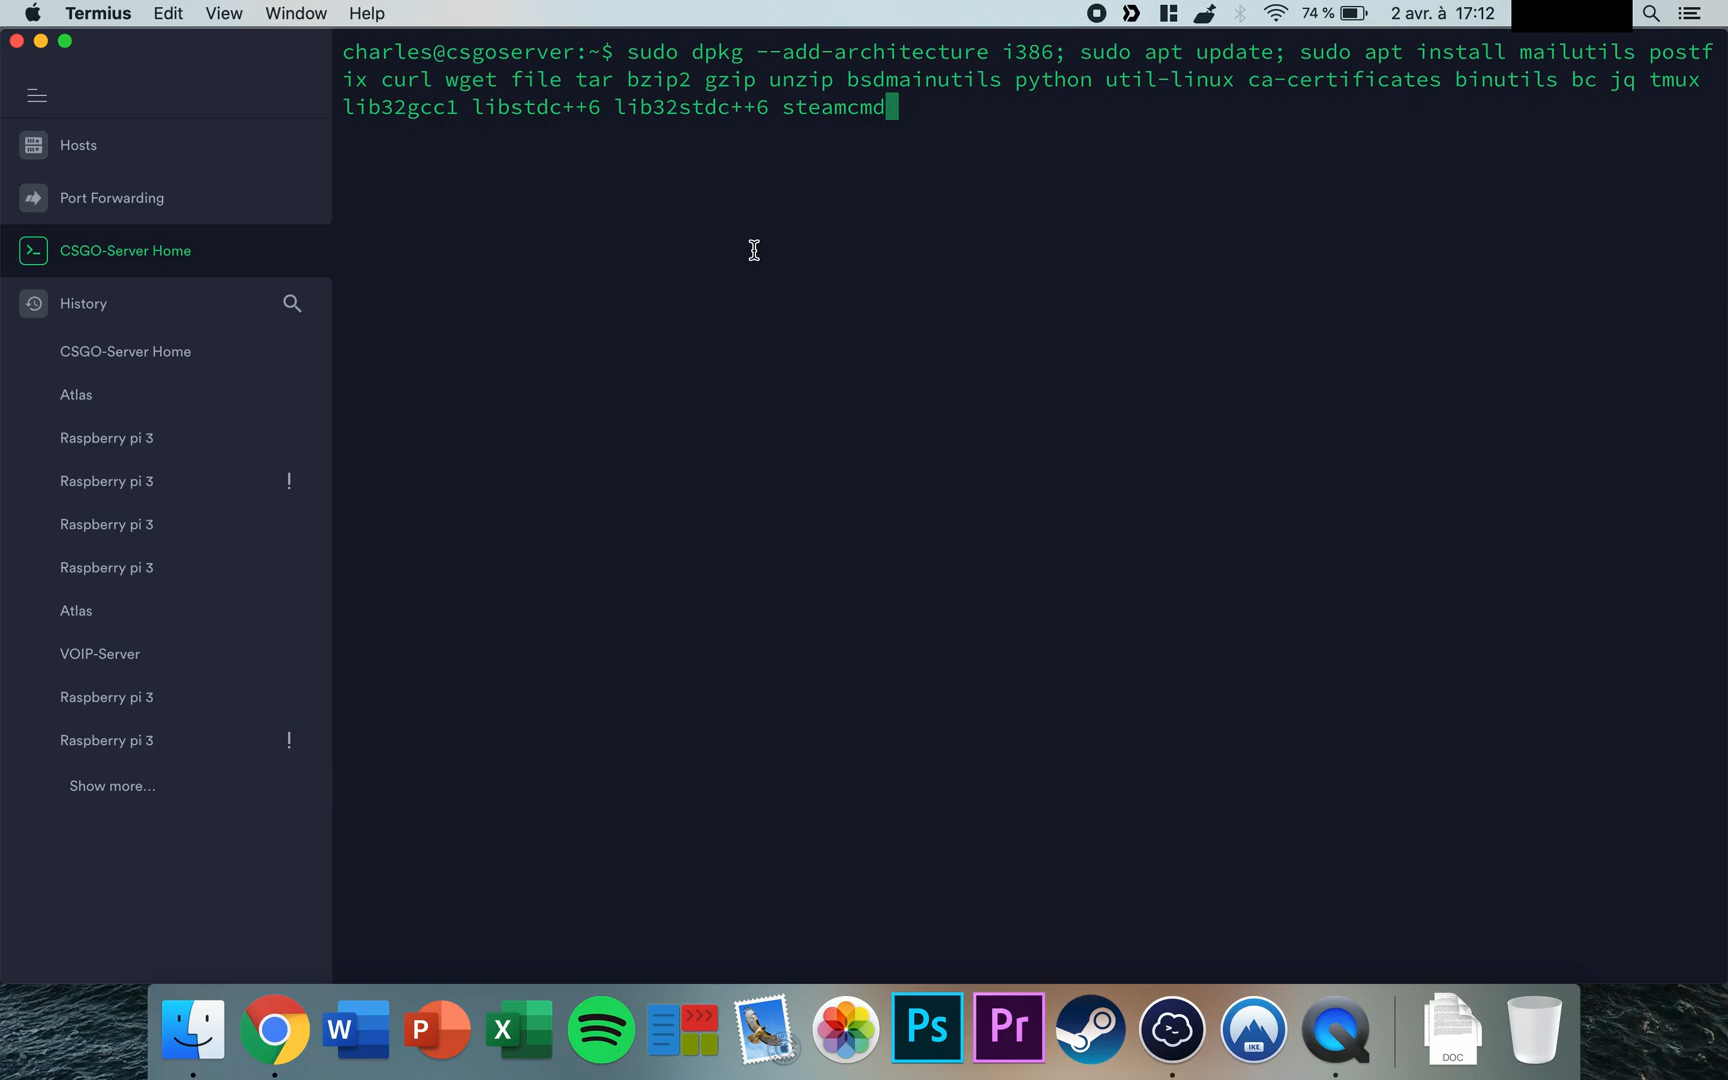 Termius Edit View Window Help 74 % 2 avr. à 17:12
charles@csgoserver:~$ sudo dpkg --add-architecture i386; sudo apt update; sudo apt install mailutils postf
ix curl wget file tar bzip2 gzip unzip bsdmainutils python util-linux ca-certificates binutils bc jq tmux
lib32gcc1 libstdc++6 lib32stdc++6 steamcmd
Hosts
Port Forwarding
CSGO-Server Home
History
CSGO-Server Home
Atlas
Raspberry pi 3
Raspberry pi 3 !
Raspberry pi 3
Raspberry pi 3
Atlas
VOIP-Server
Raspberry pi 3
Raspberry pi 3 !
Show more...
W P X Ps Pr IKE DOC